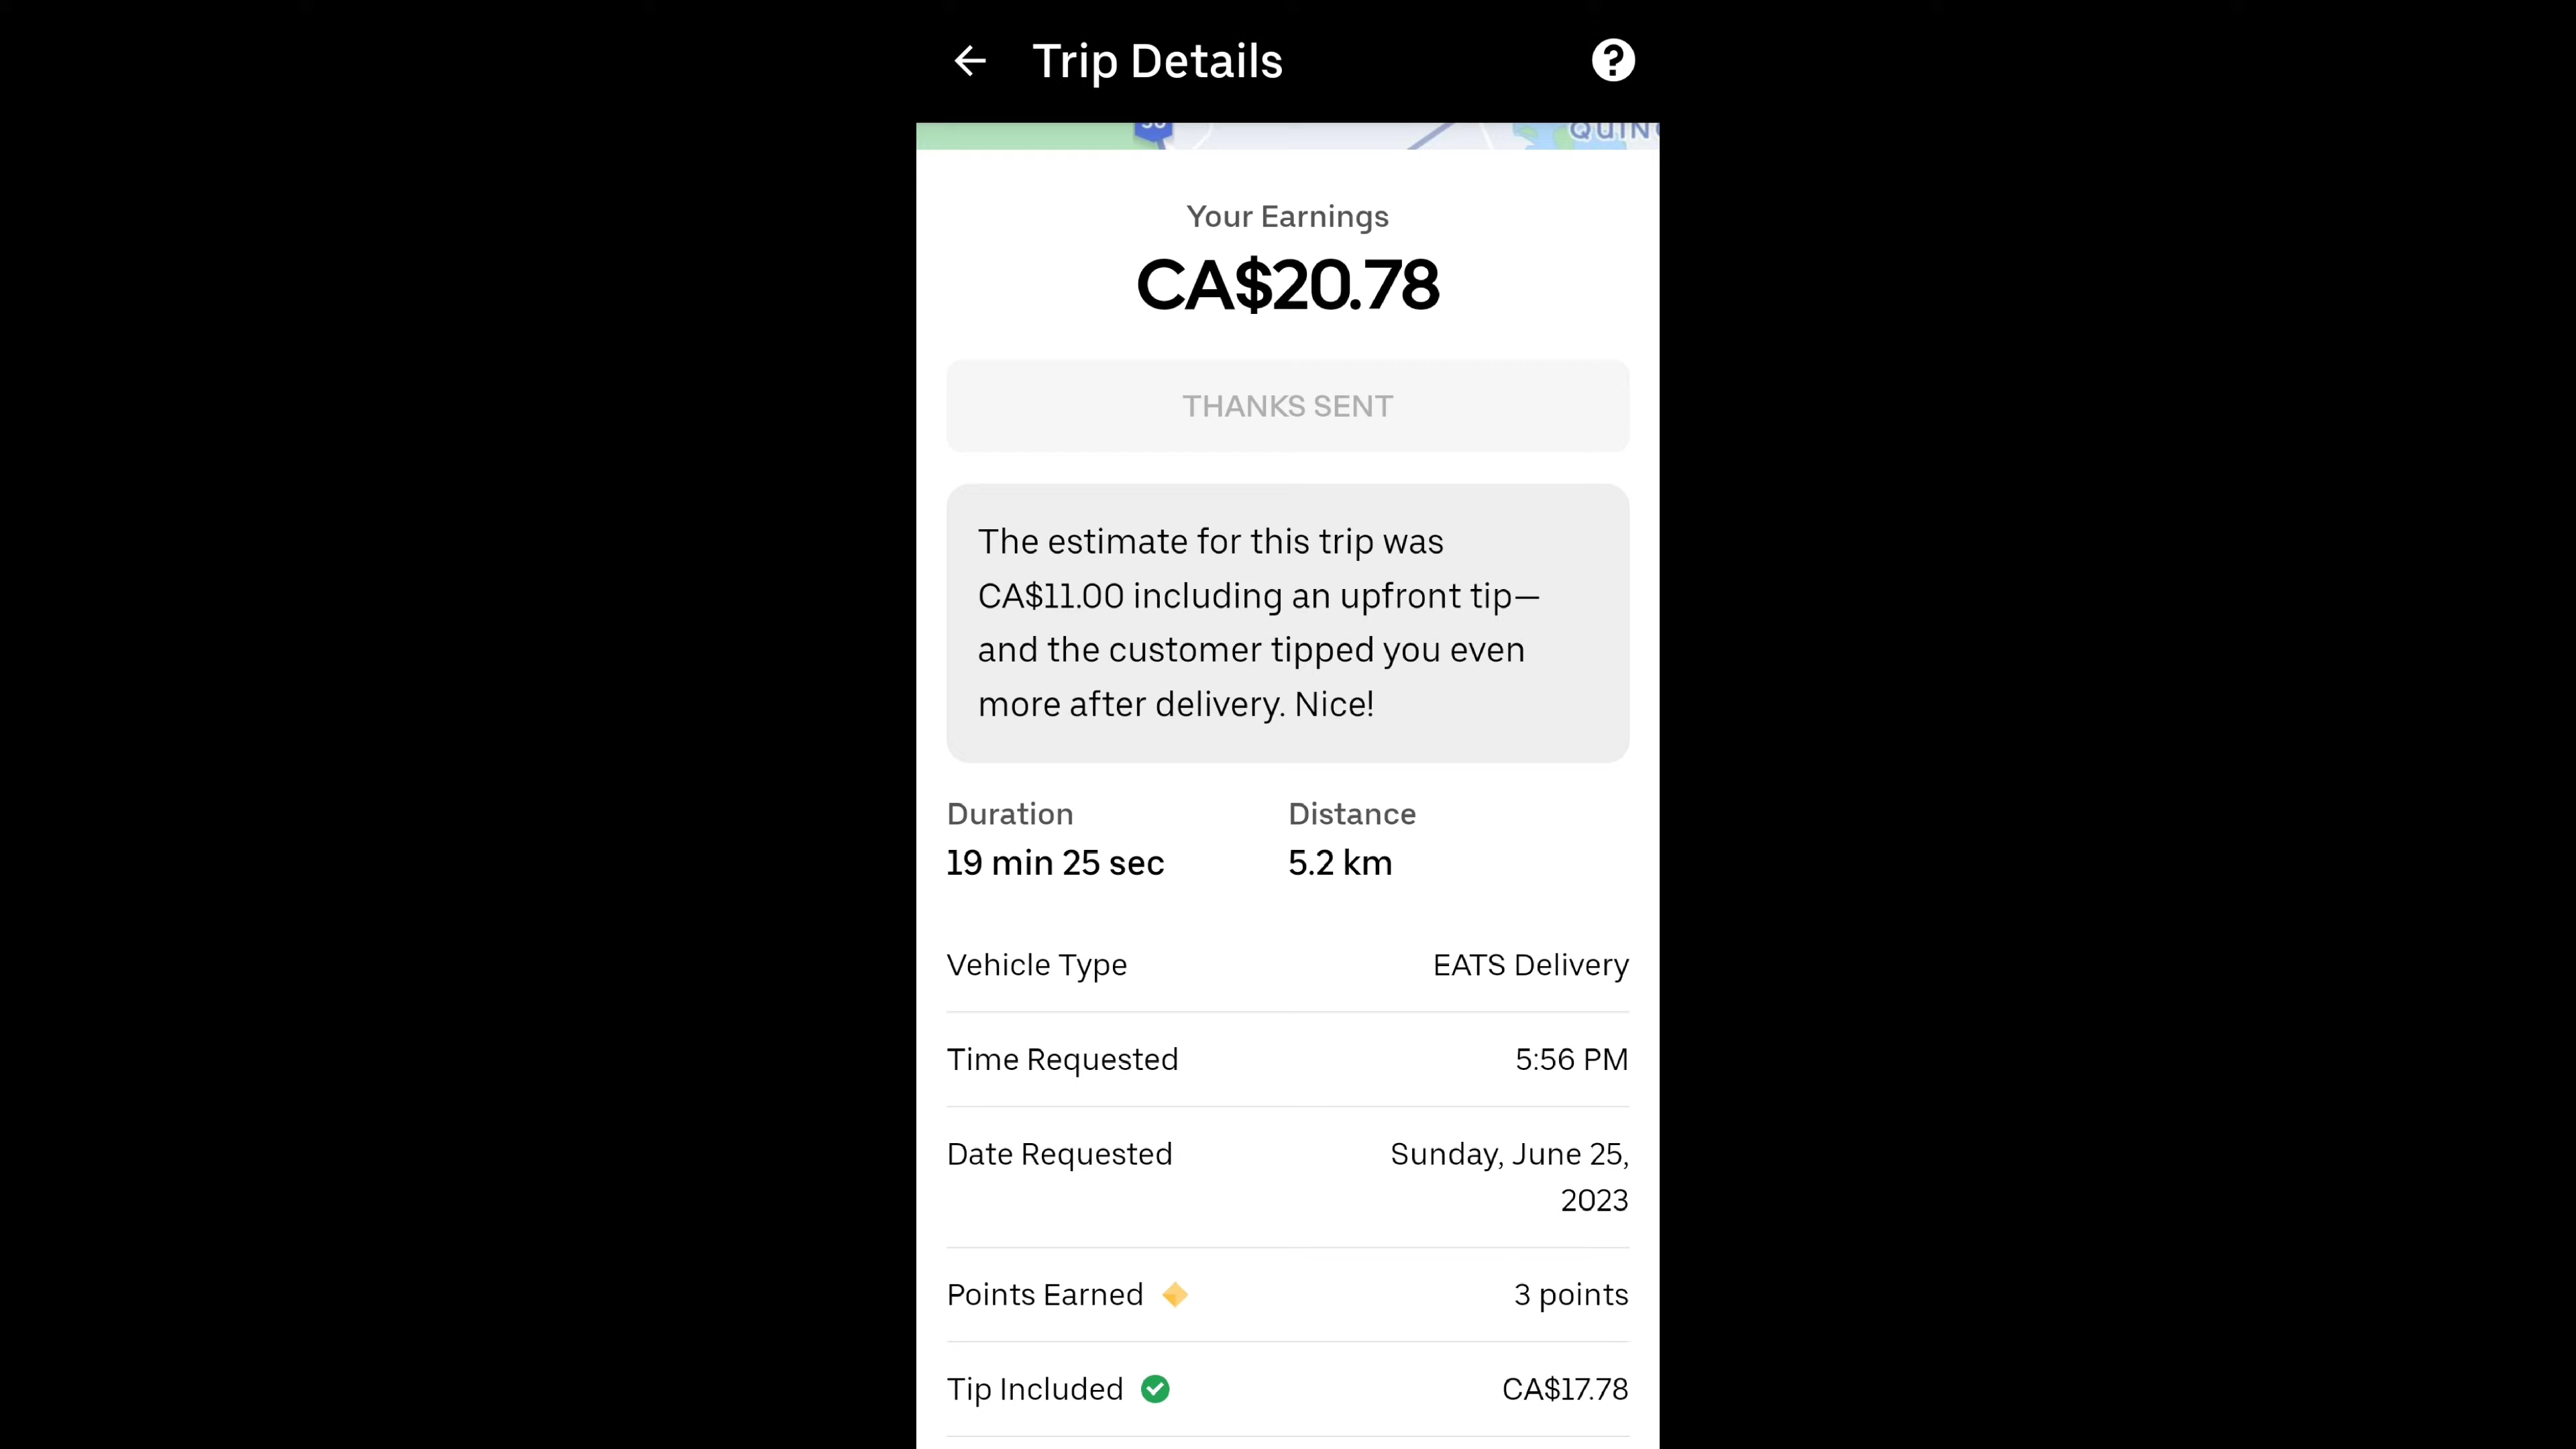 Trip Details
?
Your Earnings
CA$20.78
THANKS SENT
The estimate for this trip was
CA$11.00 including an upfront tip—
and the customer tipped you even
more after delivery. Nice!
Duration
Distance
19 min 25 sec
5.2 km
Vehicle Type
EATS Delivery
Time Requested
5:56 PM
Date Requested
Sunday, June 25,
2023
Points Earned
3 points
Tip Included
CA$17.78